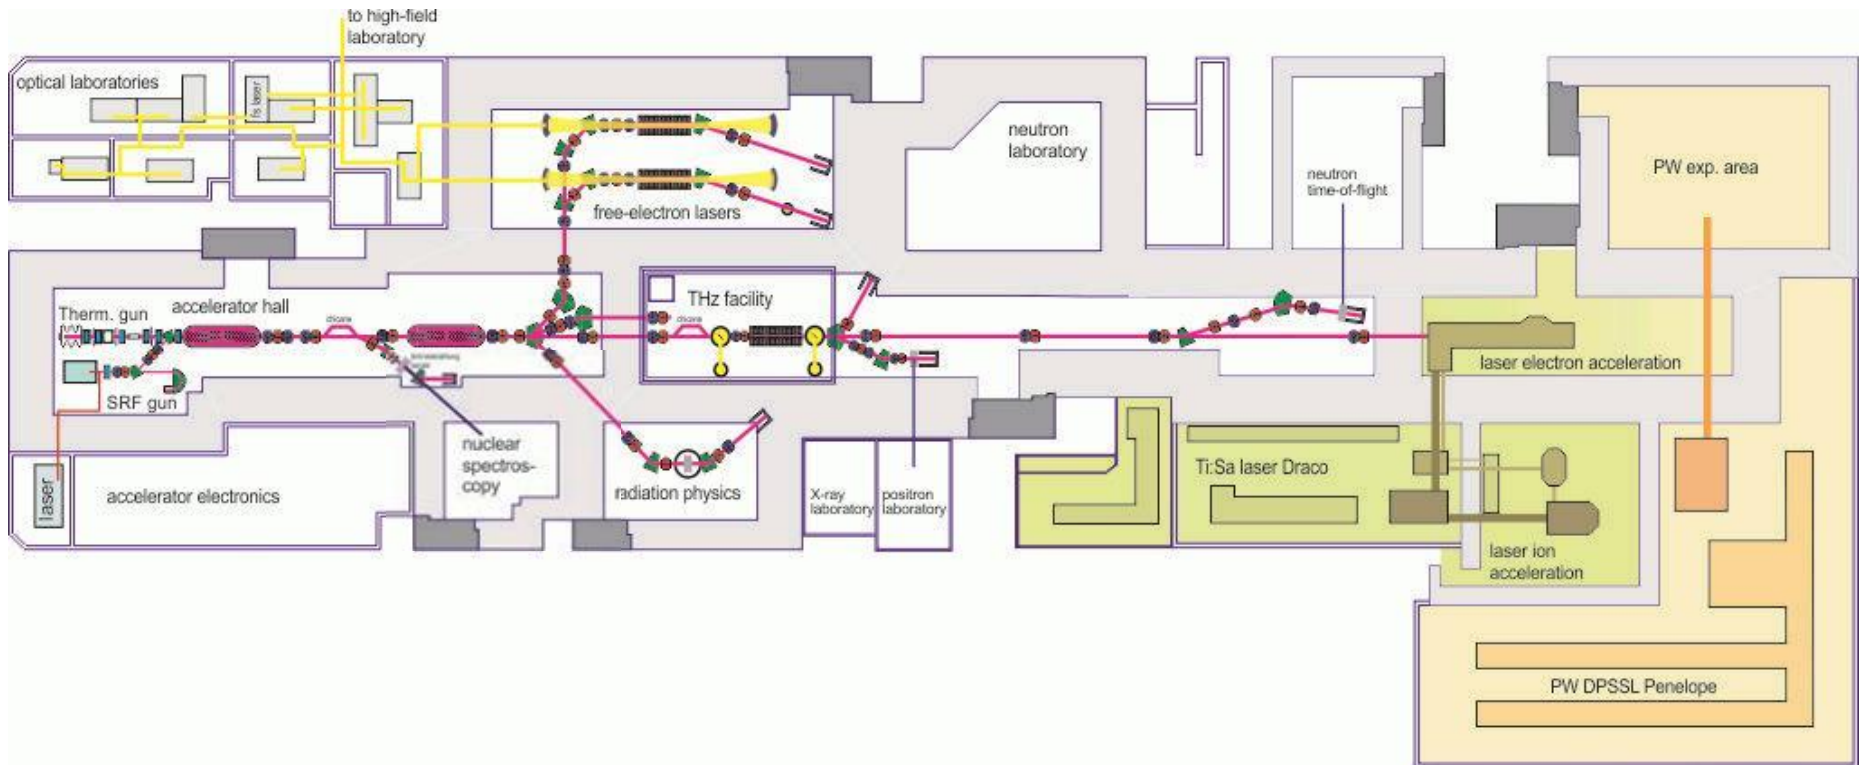 to high-field
laboratory
optical laboratories
fs laser
neutron
laboratory
PW exp. area
neutron
time-of-flight
free-electron lasers
accelerator hall
THz facility
Therm. gun
chicane
chicane
SRF gun
laser electron acceleration
nuclear
spectros-
copy
Ti:Sa laser Draco
laser
accelerator electronics
radiation physics
X-ray
laboratory
positron
laboratory
laser ion
acceleration
PW DPSSL Penelope